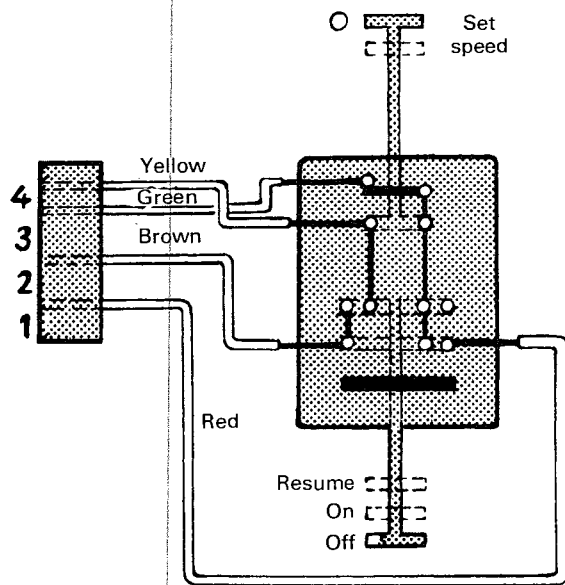 Set
speed
Yellow
4
Green
3
Brown
2
1
Red
Resume
On
Off